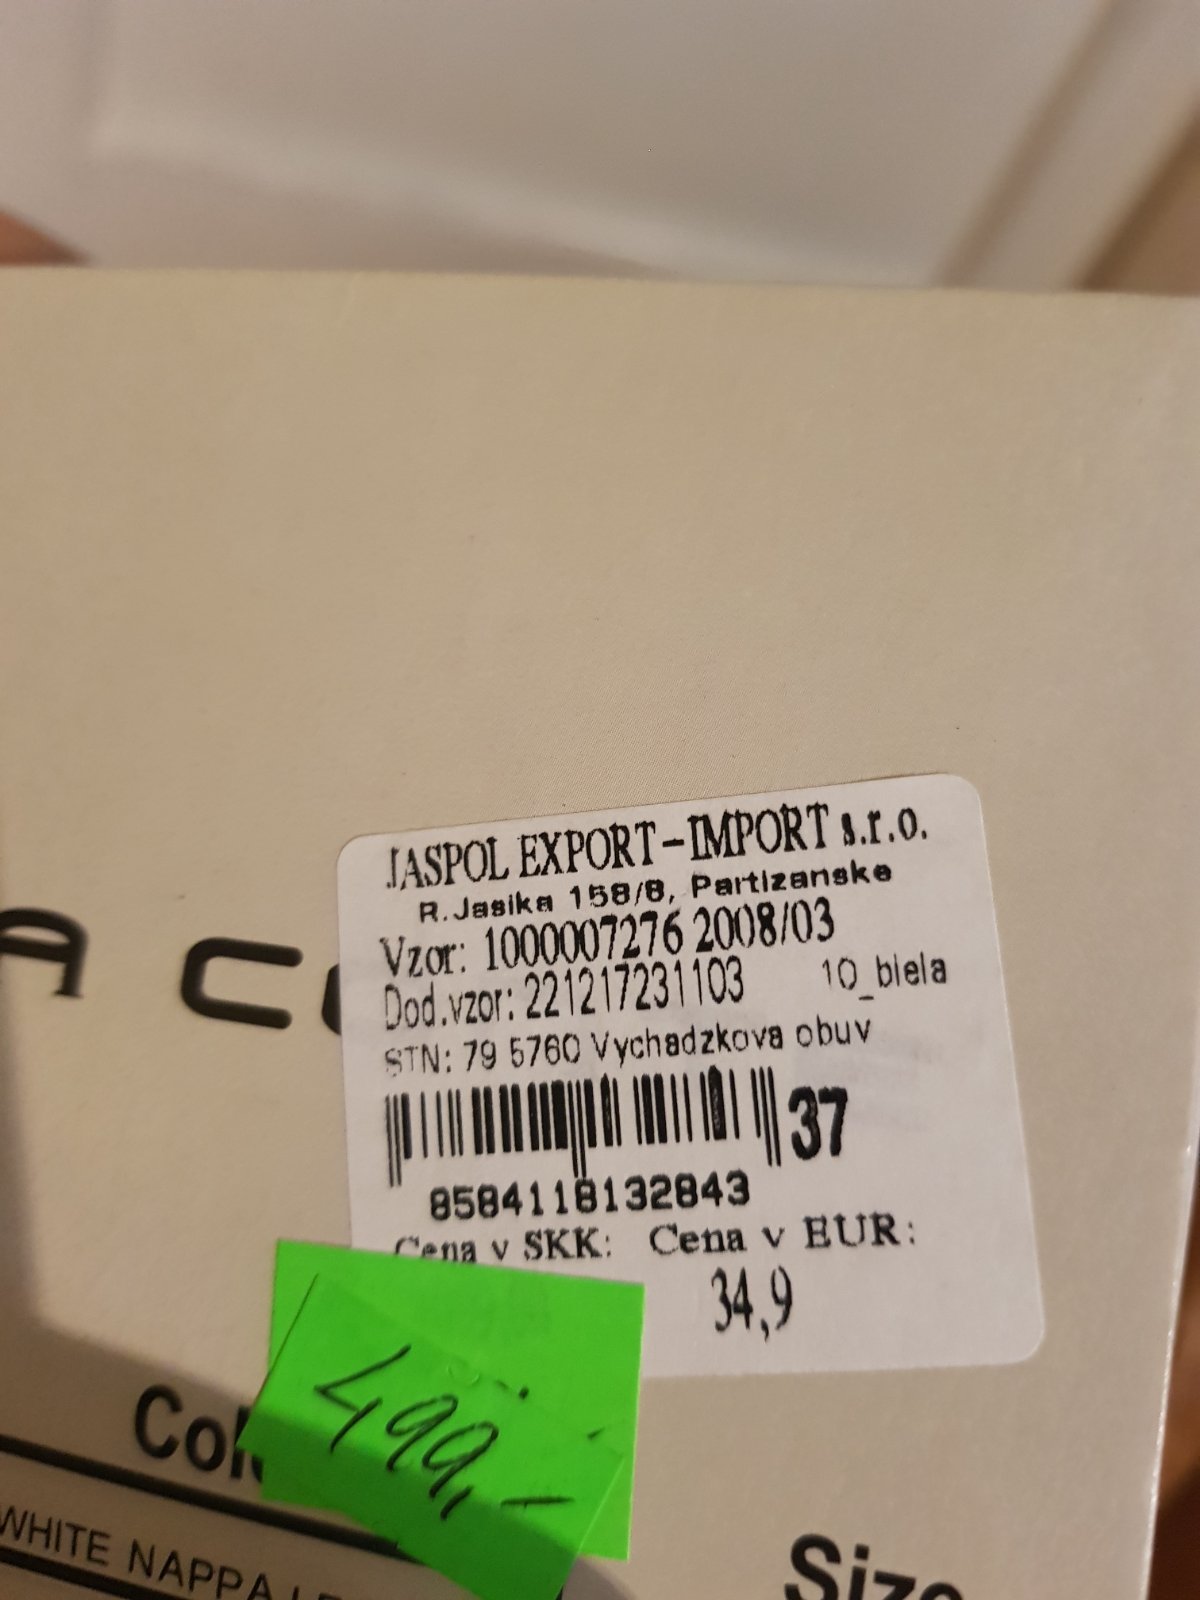 JASPOL EXPORT-IMPORT s.r.o.
R.Jasika 158/8, Partizanske
Vzor: 1000007276 2008/03
Dod.vzor: 221217231103 10_biela
STN: 79 5760 Vychadzkova obuv
37
8584118132843
Cena v SKK: Cena v EUR:
34,9
499,-
A C
Col
WHITE NAPPA
Size